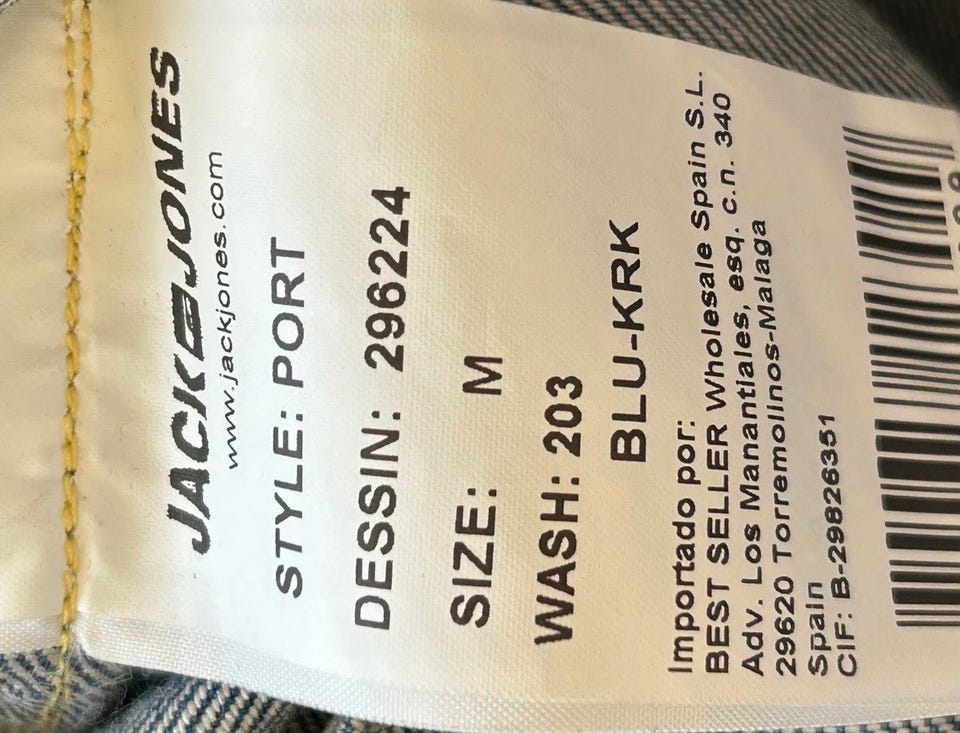 JACK & JONES
www.jackjones.com
STYLE: PORT
DESSIN: 296224
SIZE: M
WASH: 203
BLU-KRK
Importado por:
BEST SELLER Wholesale Spain S.L.
Adv. Los Manantiales, esq. c.n. 340
29620 Torremolinos-Malaga
Spain
CIF: B-29826351